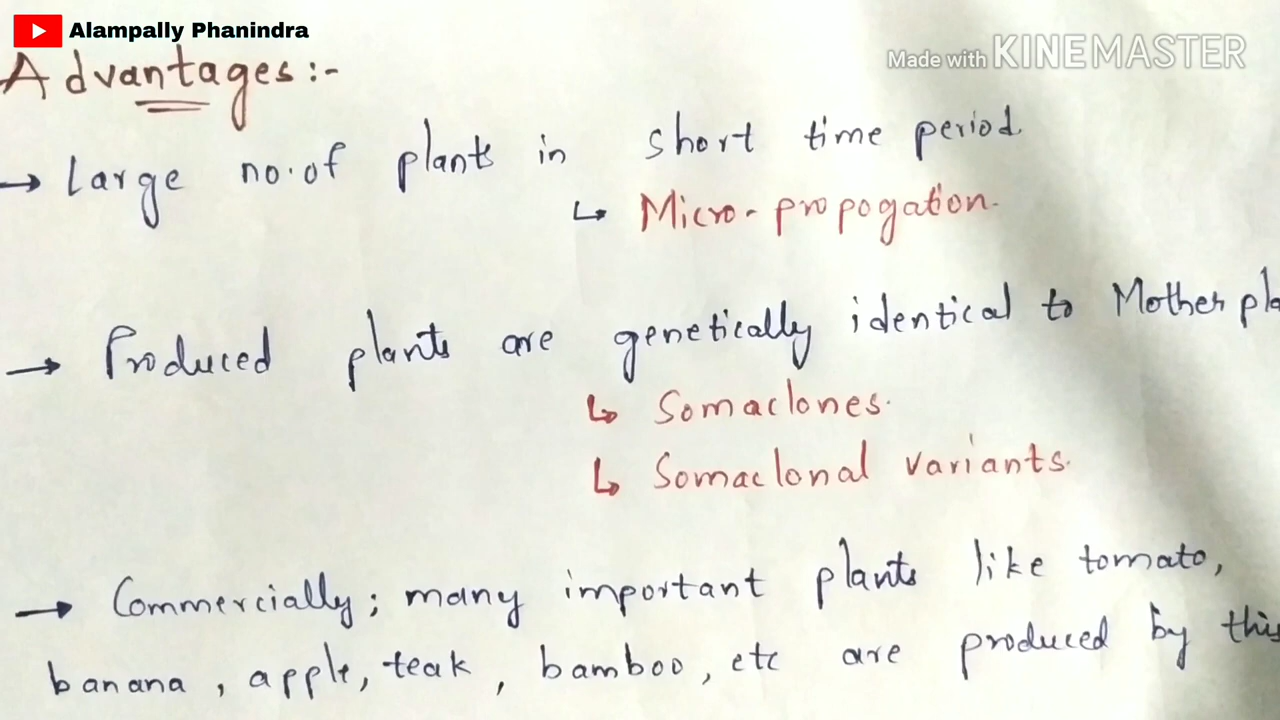 Alampally Phanindra
Made with KINEMASTER
Advantages:-
→ Large no.of plants in short time period.
↳ Micro-propogation.
→ Produced plants are genetically identical to Mother pla
↳ Somaclones.
↳ Somaclonal variants.
→ Commercially; many important plants like tomato,
banana, apple, teak, bamboo, etc are produced by this